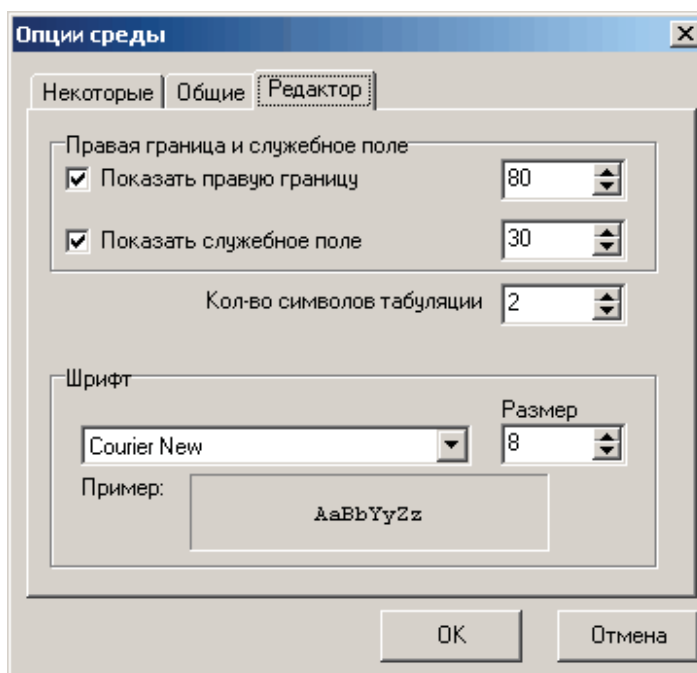 Опции среды
Некоторые Общие Редактор
Правая граница и служебное поле
Показать правую границу 80
Показать служебное поле 30
Кол-во символов табуляции 2
Шрифт
Размер
Courier New 8
Пример:
AaBbYyZz
OK Отмена